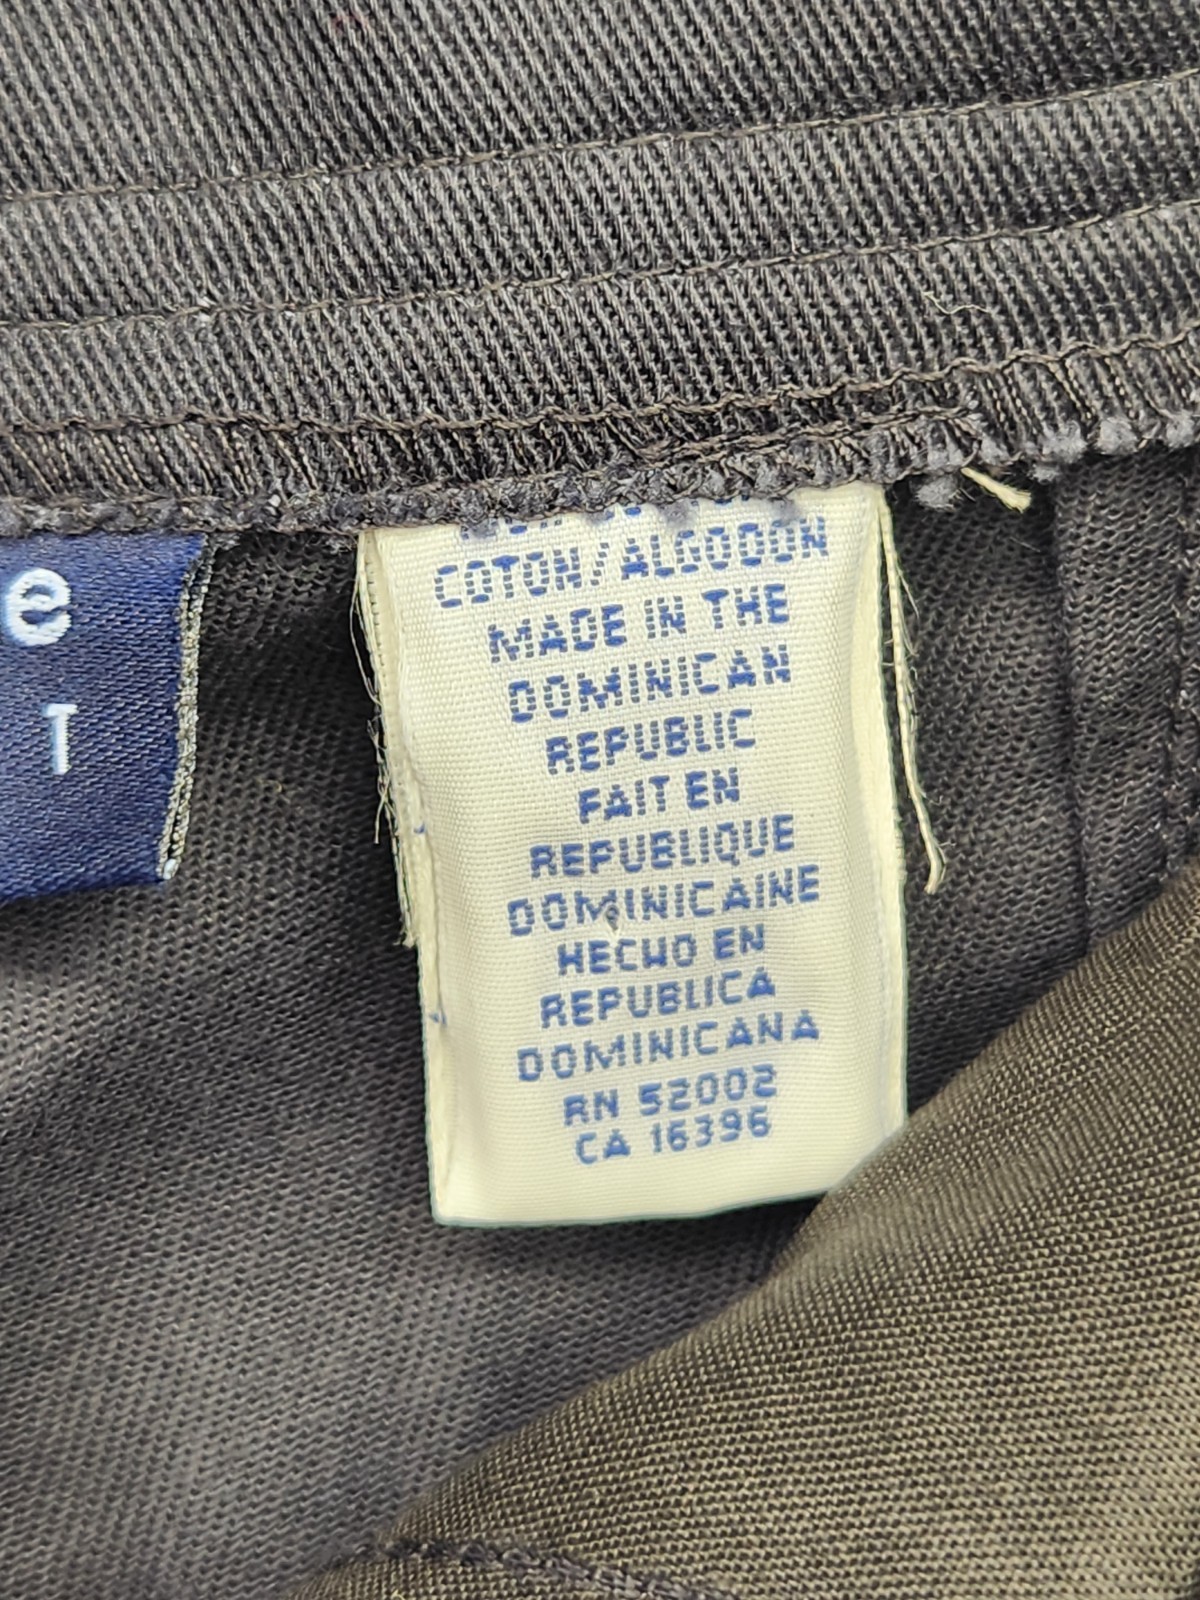 COTON/ALGODON
MADE IN THE
DOMINICAN
REPUBLIC
FAIT EN
REPUBLIQUE
DOMINICAINE
HECHO EN
REPUBLICA
DOMINICANA
RN 52002
CA 16396
e
T